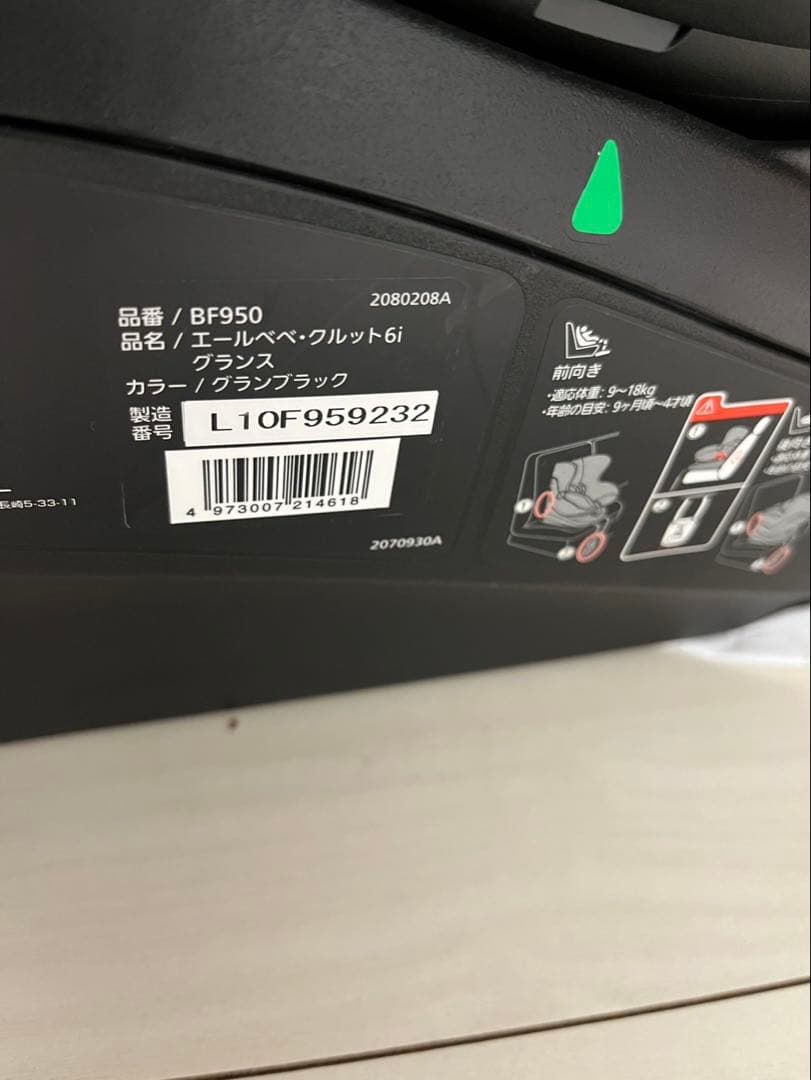 2080208A
品番 / BF950
品名 / エールベベ・クルット6i
グランス
カラー / グランブラック
製造
番号
L10F959232
4 973007 214618
2070930A
長崎5-33-11
前向き
・適応体重: 9〜18kg
・年齢の目安: 9ヶ月頃〜4才頃